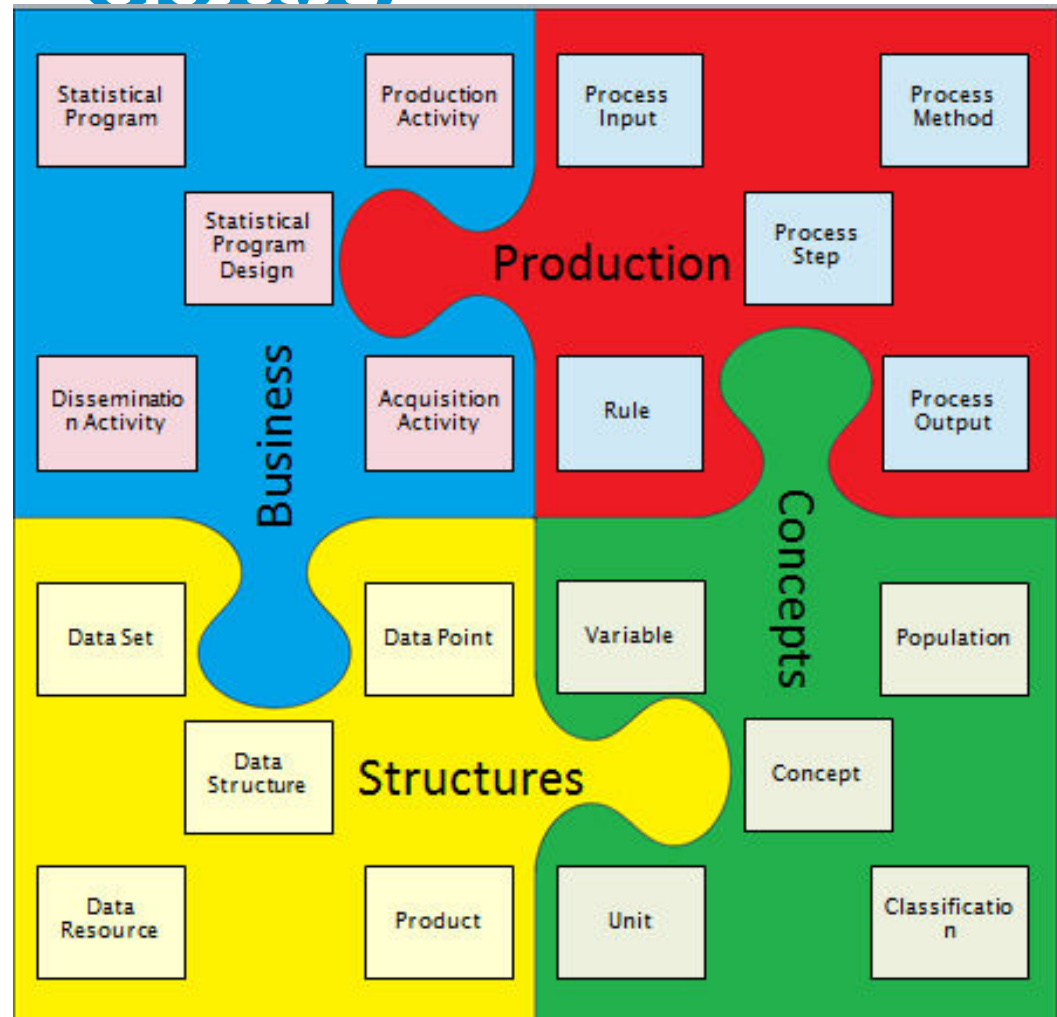 Statistical
Program
Production
Activity
Process
Input
Process
Method
Statistical
Program
Design
Production
Process
Step
Disseminatio
n Activity
Business
Acquisition
Activity
Rule
Process
Output
Concepts
Data Set
Data Point
Variable
Population
Data
Structure
Structures
Concept
Data
Resource
Product
Unit
Classificatio
n